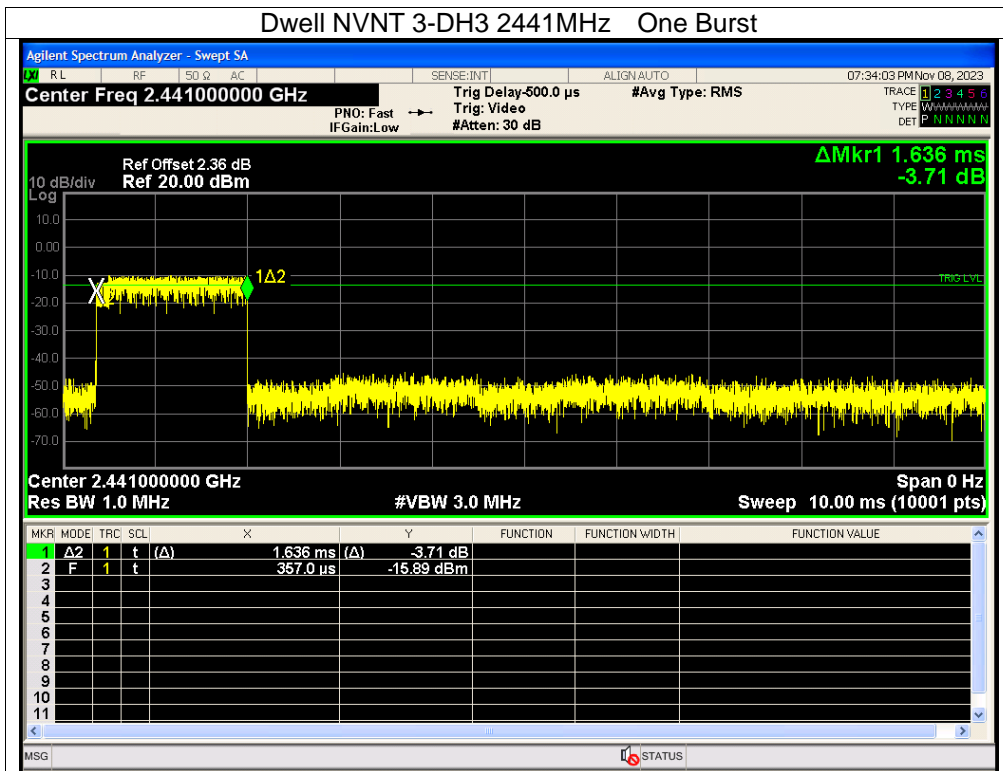 Dwell NVNT 3-DH3 2441MHz One Burst
Agilent Spectrum Analyzer - Swept SA
LXI RL RF 50 Ω AC SENSE:INT ALIGN AUTO 07:34:03 PM Nov 08, 2023
Center Freq 2.441000000 GHz Trig Delay-500.0 µs #Avg Type: RMS TRACE 1 2 3 4 5 6
PNO: Fast Trig: Video TYPE WWWWWW
IFGain:Low #Atten: 30 dB DET P N N N N N
ΔMkr1 1.636 ms
-3.71 dB
Ref Offset 2.36 dB
10 dB/div Ref 20.00 dBm
Log
10.0
0.00
-10.0
1Δ2
TRIG LVL
-20.0
-30.0
-40.0
-50.0
-60.0
-70.0
Center 2.441000000 GHz Span 0 Hz
Res BW 1.0 MHz #VBW 3.0 MHz Sweep 10.00 ms (10001 pts)
MKR MODE TRC SCL X Y FUNCTION FUNCTION WIDTH FUNCTION VALUE
1 Δ2 1 t (Δ) 1.636 ms (Δ) -3.71 dB
2 F 1 t 357.0 µs -15.89 dBm
3
4
5
6
7
8
9
10
11
MSG STATUS